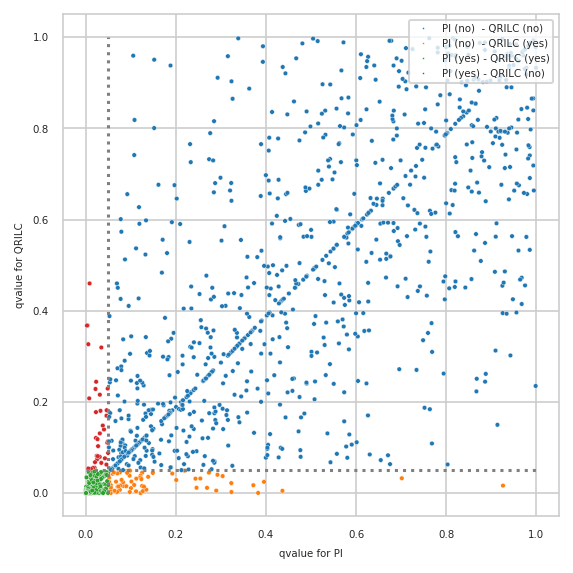 PI (no)  - QRILC (no)
PI (no)  - QRILC (yes)
PI (yes) - QRILC (yes)
PI (yes) - QRILC (no)
1.0
0.8
0.6
0.4
0.2
0.0
qvalue for QRILC
0.0 0.2 0.4 0.6 0.8 1.0
qvalue for PI